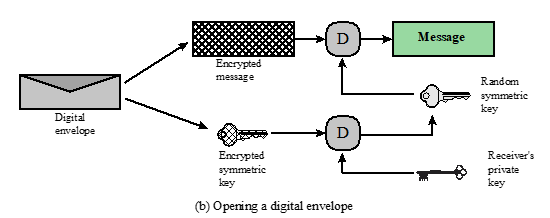 D
Message
Encrypted
message
Digital
envelope
Random
symmetric
key
D
Encrypted
symmetric
key
Receiver's
private
key
(b) Opening a digital envelope